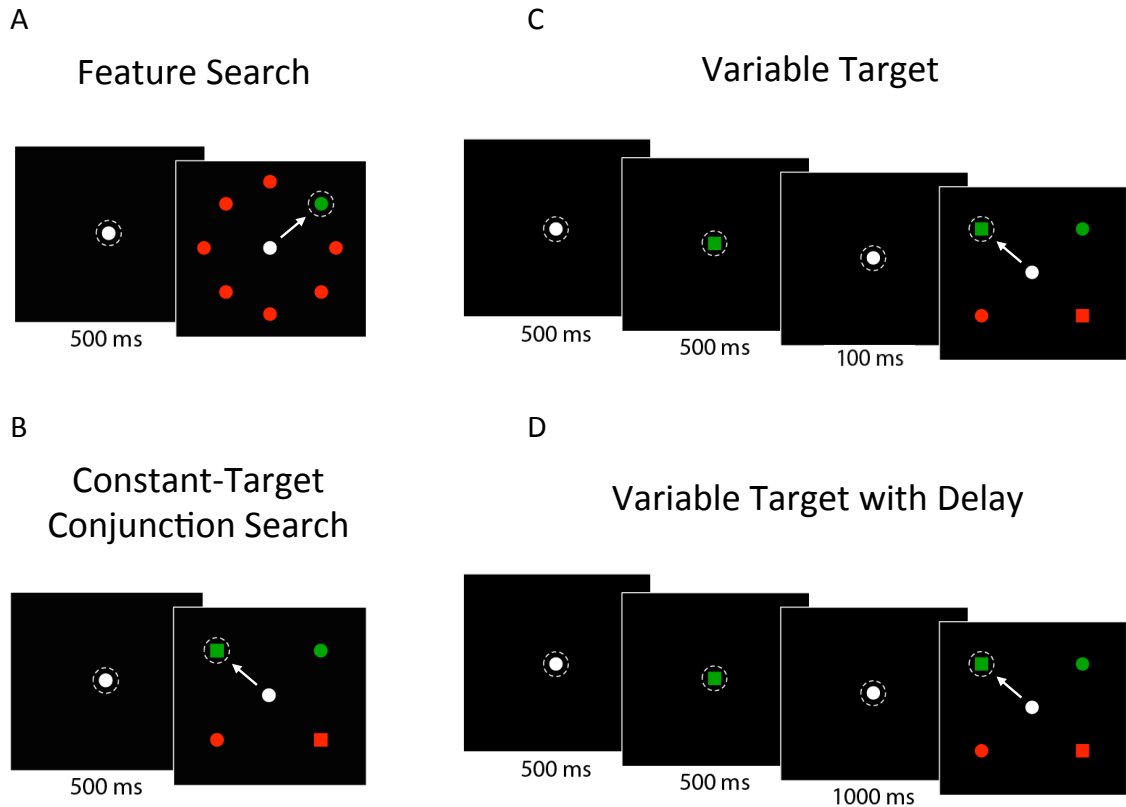 A
Feature Search
500 ms
B
Constant-Target
Conjunction Search
500 ms
C
Variable Target
500 ms
500 ms
100 ms
D
Variable Target with Delay
500 ms
500 ms
1000 ms